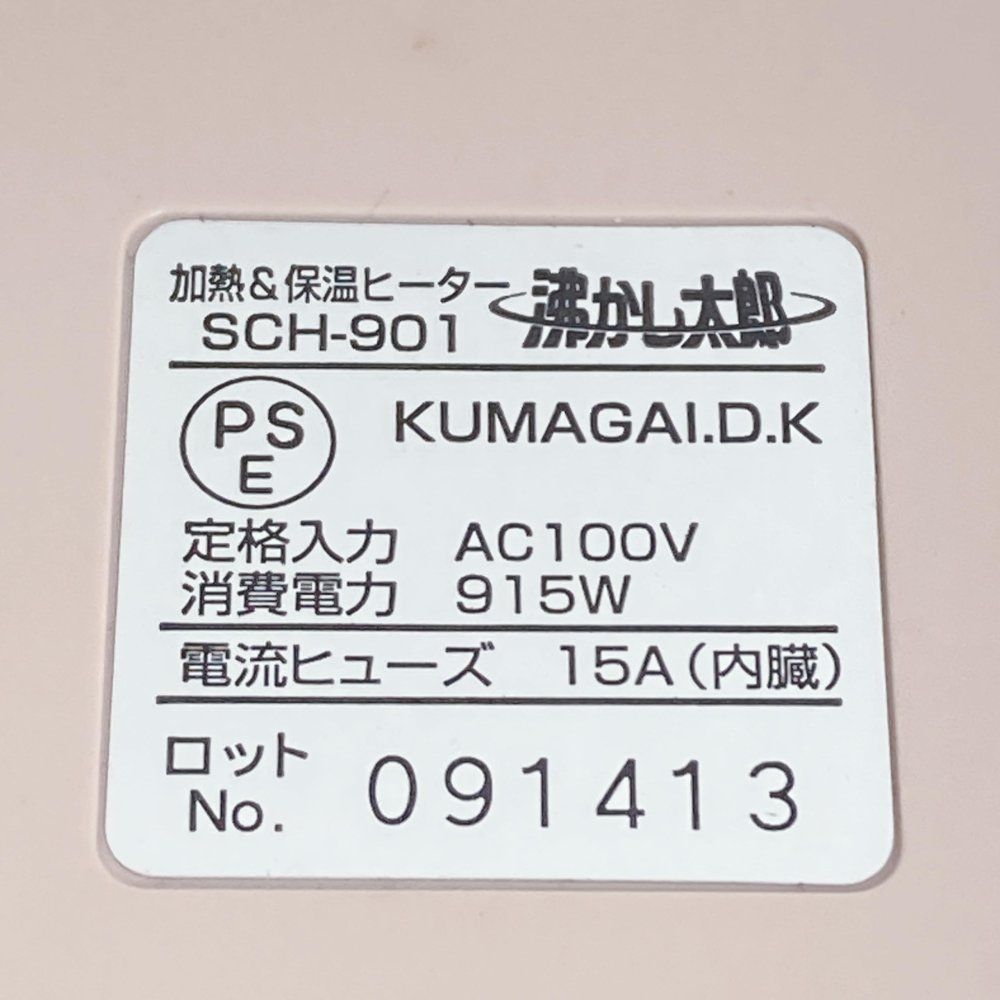 加熱&保温ヒーター 沸かし太郎
SCH-901
PS
E
KUMAGAI.D.K
定格入力 AC100V
消費電力 915W
電流ヒューズ 15A(内臓)
ロット
No. 091413